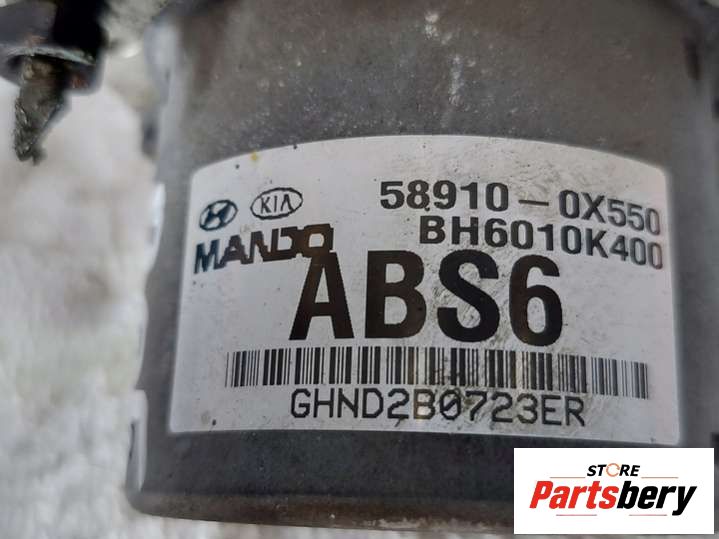 KIA
58910-0X550
MANDO
BH6010K400
ABS6
GHND2B0723ER
STORE
Partsbery